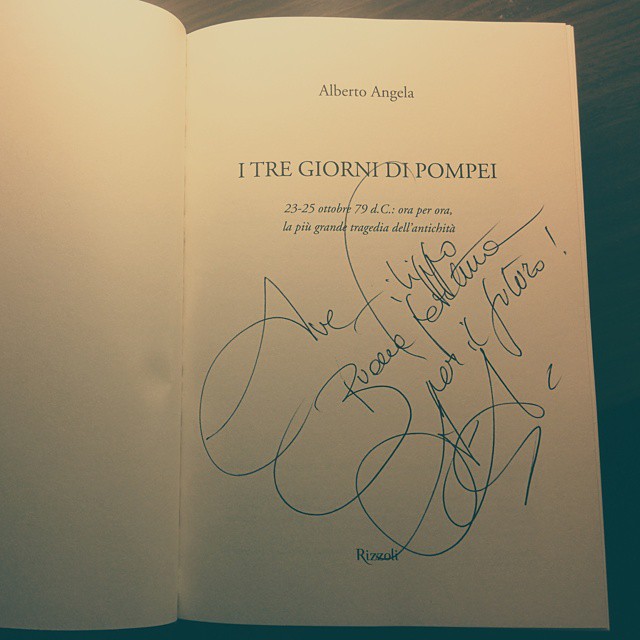 Alberto Angela
I TRE GIORNI DI POMPEI
23-25 ottobre 79 d.C.: ora per ora,
la più grande tragedia dell'antichità
Ave Filippo
Buona fortuna
per il futuro!
Rizzoli